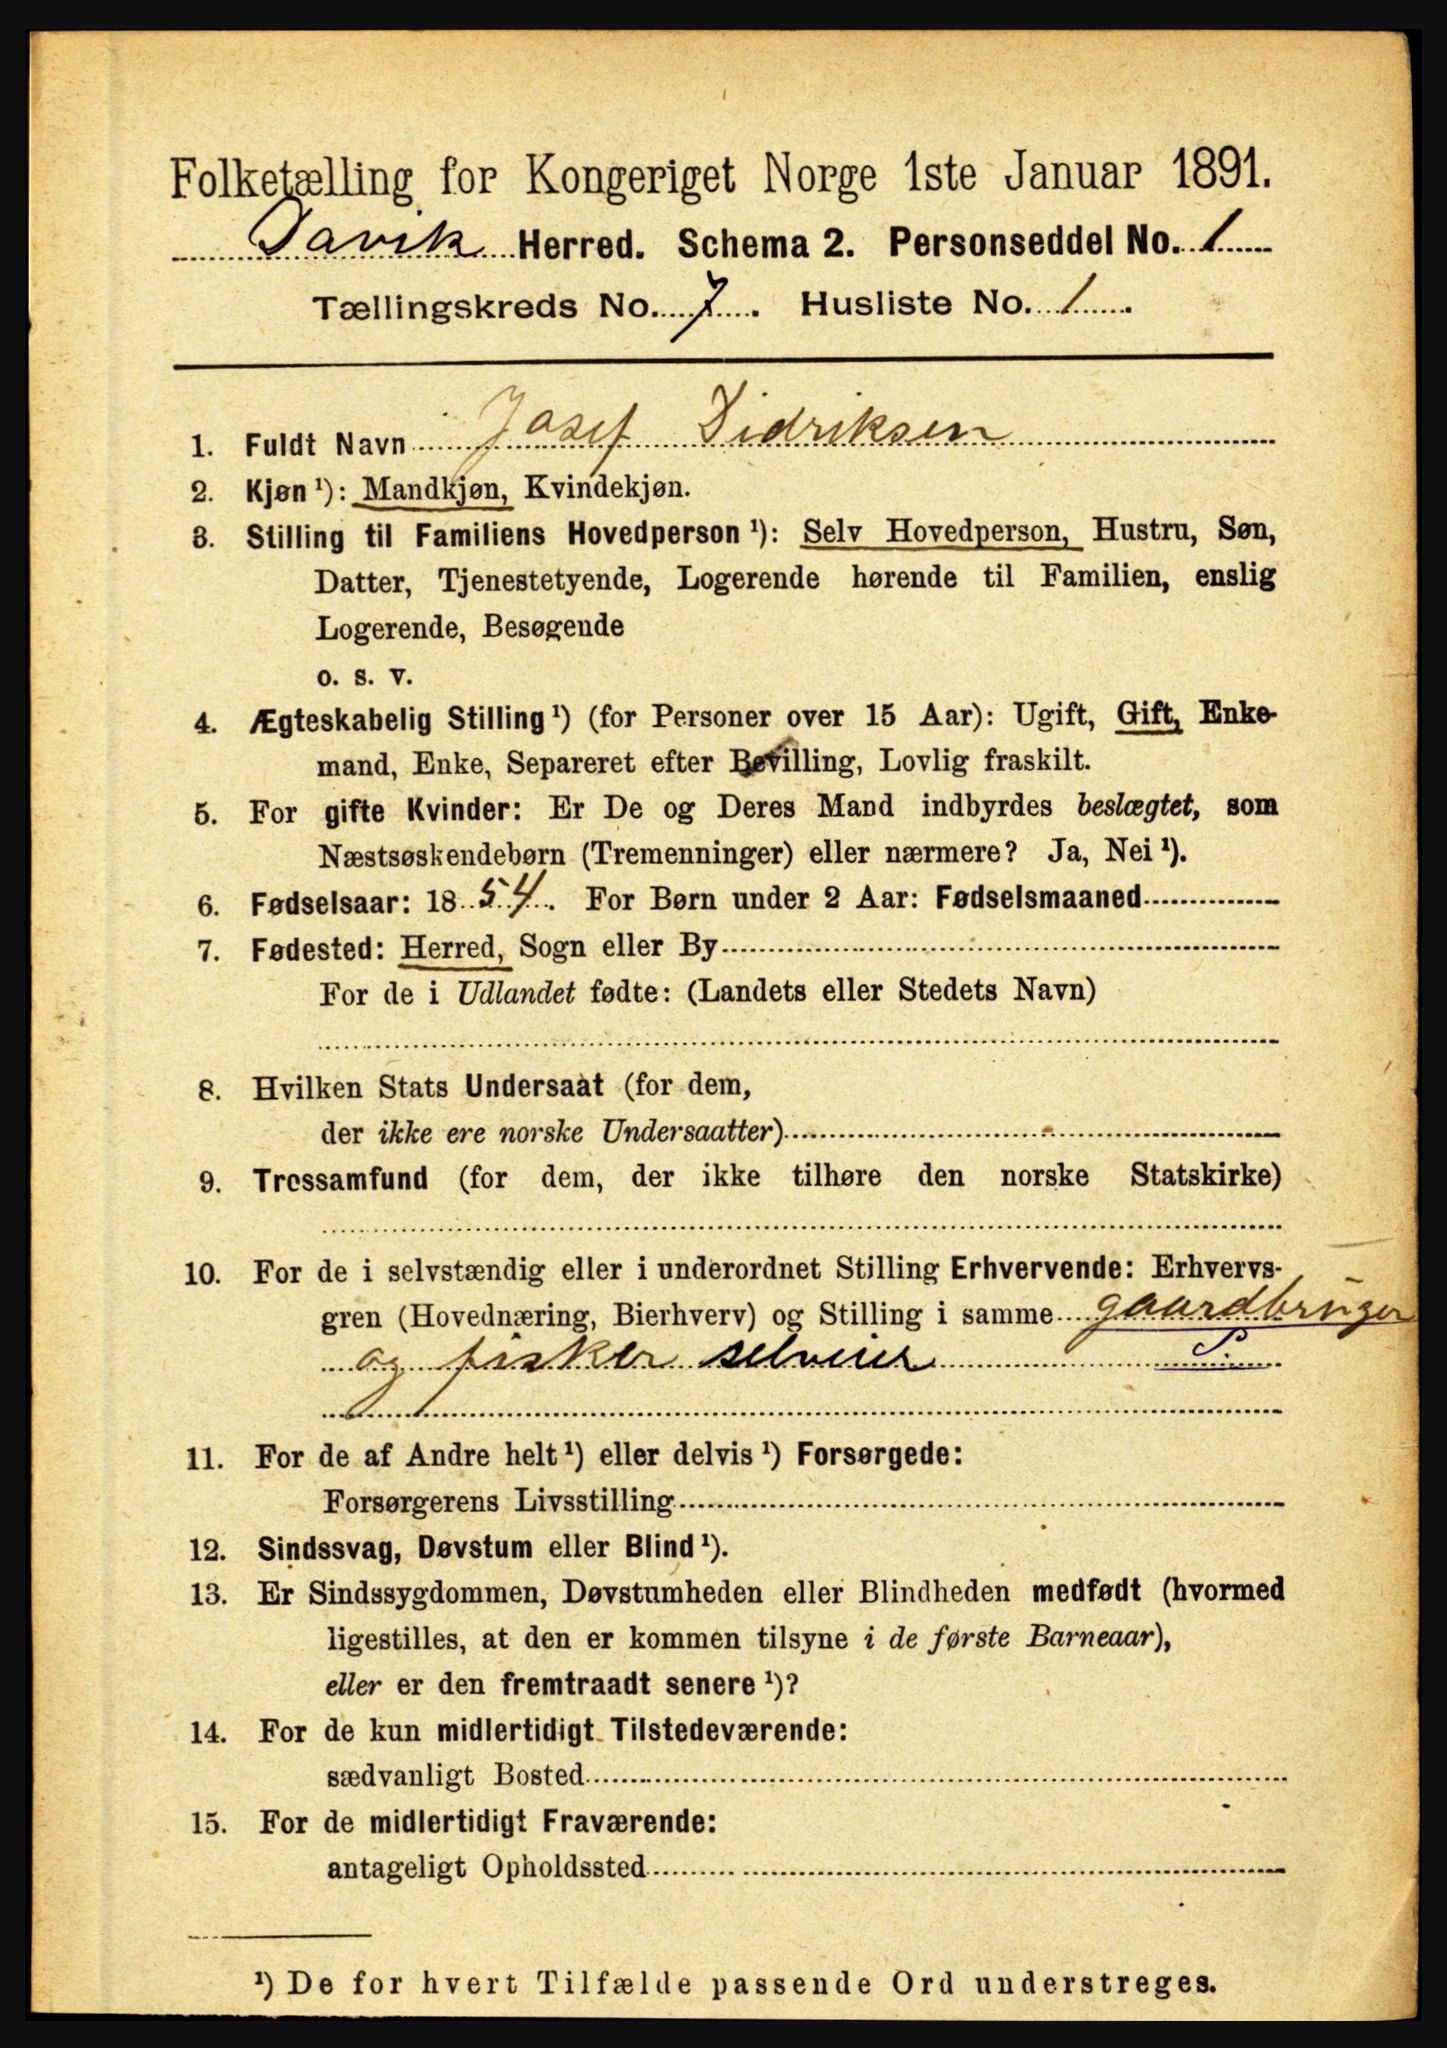 Folketælling for Kongeriget Norge 1ste Januar 1891.
Davik Herred. Schema 2. Personseddel No. 1
Tællingskreds No. 7. Husliste No. 1.
1. Fuldt Navn Josef Didriksen
2. Kjøn ¹): Mandkjøn, Kvindekjøn.
3. Stilling til Familiens Hovedperson ¹): Selv Hovedperson, Hustru, Søn,
Datter, Tjenestetyende, Logerende hørende til Familien, enslig
Logerende, Besøgende
o. s. v.
4. Ægteskabelig Stilling ¹) (for Personer over 15 Aar): Ugift, Gift, Enke-
mand, Enke, Separeret efter Bevilling, Lovlig fraskilt.
5. For gifte Kvinder: Er De og Deres Mand indbyrdes beslægtet, som
Næstsøskendebørn (Tremenninger) eller nærmere? Ja, Nei ¹).
6. Fødselsaar: 1854. For Børn under 2 Aar: Fødselsmaaned
7. Fødested: Herred, Sogn eller By
For de i Udlandet fødte: (Landets eller Stedets Navn)
8. Hvilken Stats Undersaat (for dem,
der ikke ere norske Undersaatter)
9. Trossamfund (for dem, der ikke tilhøre den norske Statskirke)
10. For de i selvstændig eller i underordnet Stilling Erhvervende: Erhvervs-
gren (Hovednæring, Bierhverv) og Stilling i samme gaardbruger
og fisker selveier S.
11. For de af Andre helt ¹) eller delvis ¹) Forsørgede:
Forsørgerens Livsstilling
12. Sindssvag, Døvstum eller Blind ¹).
13. Er Sindssygdommen, Døvstumheden eller Blindheden medfødt (hvormed
ligestilles, at den er kommen tilsyne i de første Barneaar),
eller er den fremtraadt senere ¹)?
14. For de kun midlertidigt Tilstedeværende:
sædvanligt Bosted
15. For de midlertidigt Fraværende:
antageligt Opholdssted
¹) De for hvert Tilfælde passende Ord understreges.